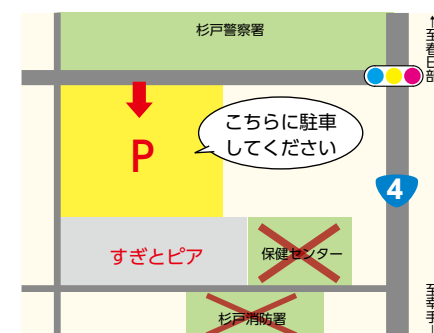 杉戸警察署
↑至春日部
こちらに駐車
してください
P
4
すぎとピア
保健センター
杉戸消防署
至幸手